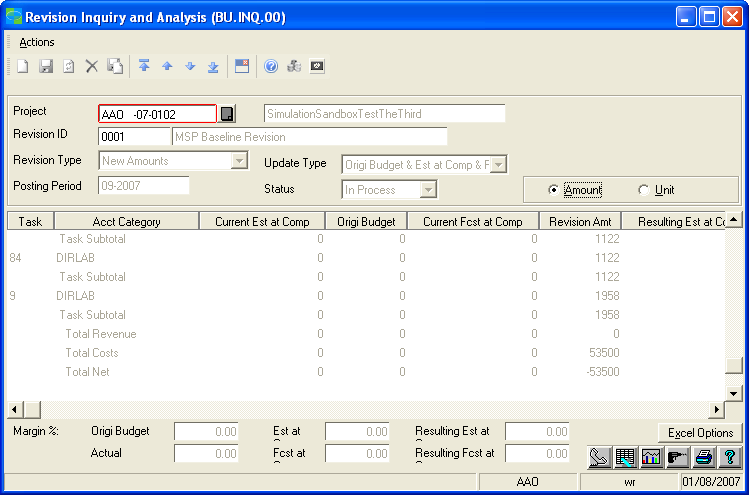 Revision Inquiry and Analysis (BU.INQ.00)
Actions
Project AAO -07-0102 SimulationSandboxTestTheThird
Revision ID 0001 MSP Baseline Revision
Revision Type New Amounts Update Type Origi Budget & Est at Comp & F
Posting Period 09-2007 Status In Process Amount Unit
Task Acct Category Current Est at Comp Origi Budget Current Fcst at Comp Revision Amt Resulting Est at Co
Task Subtotal 0 0 0 1122
84 DIRLAB 0 0 0 1122
Task Subtotal 0 0 0 1122
9 DIRLAB 0 0 0 1958
Task Subtotal 0 0 0 1958
Total Revenue 0 0 0 0
Total Costs 0 0 0 53500
Total Net 0 0 0 -53500
Margin %: Origi Budget 0.00 Est at 0.00 Resulting Est at 0.00 Excel Options
Actual 0.00 Fcst at 0.00 Resulting Fcst at 0.00
AAO wr 01/08/2007